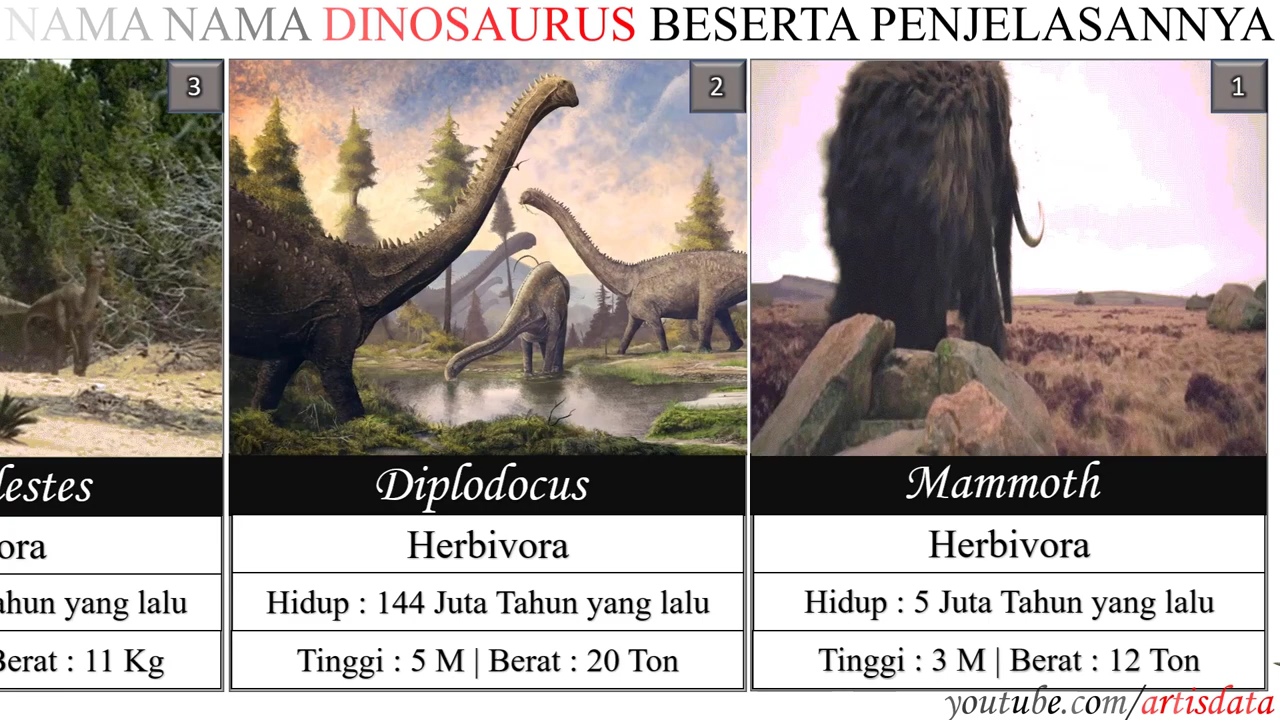 NAMA NAMA DINOSAURUS BESERTA PENJELASANNYA
3
2
1
lestes
Diplodocus
Mammoth
ora
Herbivora
Herbivora
ahun yang lalu
Hidup : 144 Juta Tahun yang lalu
Hidup : 5 Juta Tahun yang lalu
Berat : 11 Kg
Tinggi : 5 M | Berat : 20 Ton
Tinggi : 3 M | Berat : 12 Ton
youtube.com/artisdata